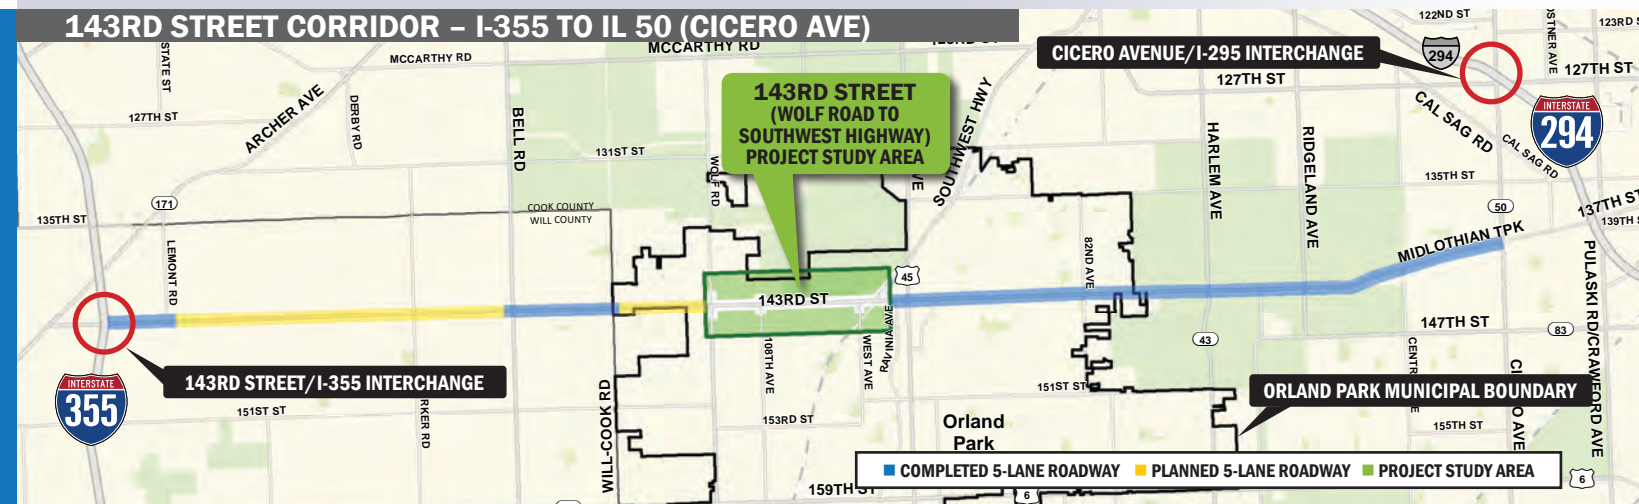 143RD STREET CORRIDOR – I-355 TO IL 50 (CICERO AVE)
122ND ST
123RD
MCCARTHY RD
MCCARTHY RD
STATE ST
CICERO AVENUE/I-295 INTERCHANGE
294
127TH ST
127TH ST
143RD STREET
(WOLF ROAD TO
SOUTHWEST HIGHWAY)
PROJECT STUDY AREA
SOUTHWEST HWY
ARCHER AVE
DERBY RD
127TH ST
BELL RD
131ST ST
WOLF RD
HARLEM AVE
RIDGELAND AVE
CAL SAG RD
CAL SAG RD
INTERSTATE
294
135TH ST
171
135TH ST
COOK COUNTY
WILL COUNTY
50
137TH ST
139TH
LEMONT RD
82ND AVE
MIDLOTHIAN TPK
PULASKI RD/CRAWFORD AVE
45
143RD ST
108TH AVE
WEST AVE
RAVINIA AVE
147TH ST
83
43
143RD STREET/I-355 INTERCHANGE
INTERSTATE
355
151ST ST
WILL-COOK RD
151ST ST
ORLAND PARK MUNICIPAL BOUNDARY
153RD ST
Orland
Park
155TH ST
COMPLETED 5-LANE ROADWAY
PLANNED 5-LANE ROADWAY
PROJECT STUDY AREA
159TH ST
6
6